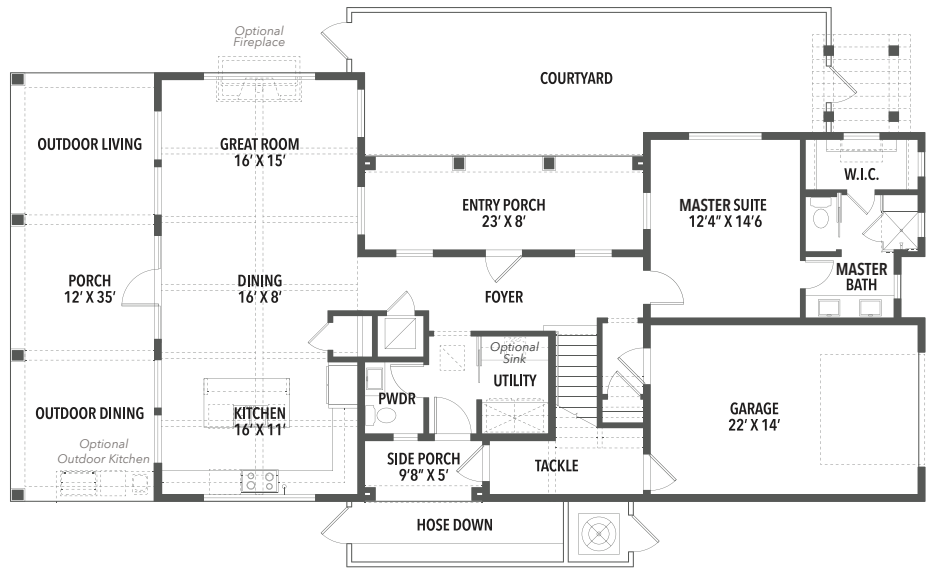 Optional
Fireplace
COURTYARD
OUTDOOR LIVING
GREAT ROOM
16' X 15'
W.I.C.
ENTRY PORCH
23' X 8'
MASTER SUITE
12'4" X 14'6
PORCH
12' X 35'
DINING
16' X 8'
FOYER
MASTER
BATH
Optional
Sink
UTILITY
PWDR
OUTDOOR DINING
KITCHEN
16' X 11'
GARAGE
22' X 14'
Optional
Outdoor Kitchen
SIDE PORCH
9'8" X 5'
TACKLE
HOSE DOWN